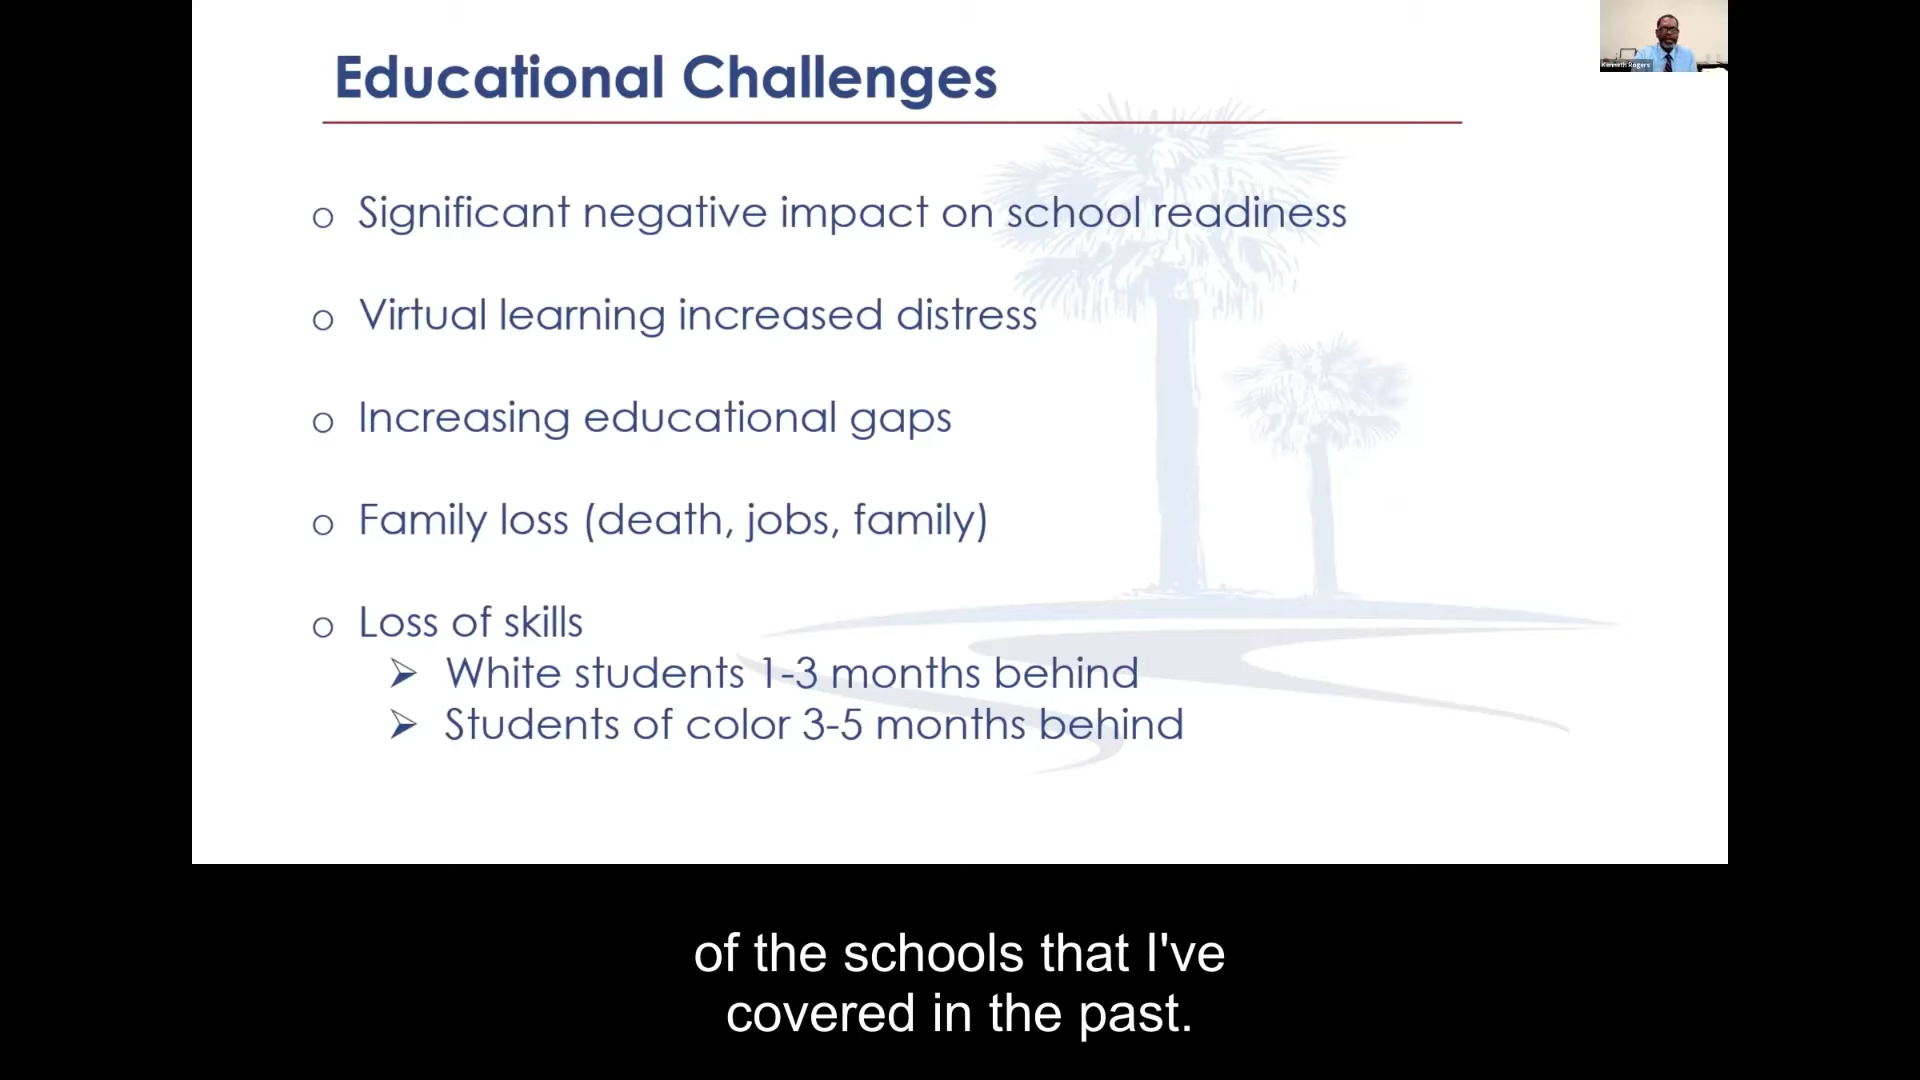 Educational Challenges
Kenneth Rogers
o Significant negative impact on school readiness
o Virtual learning increased distress
o Increasing educational gaps
o Family loss (death, jobs, family)
o Loss of skills
➢ White students 1-3 months behind
➢ Students of color 3-5 months behind
of the schools that I've
covered in the past.